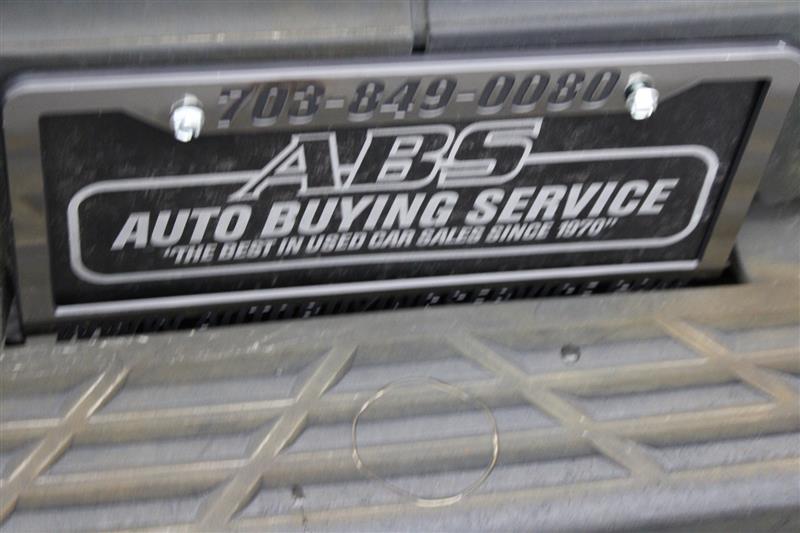 703-849-0080
ABS
AUTO BUYING SERVICE
"THE BEST IN USED CAR SALES SINCE 1970"